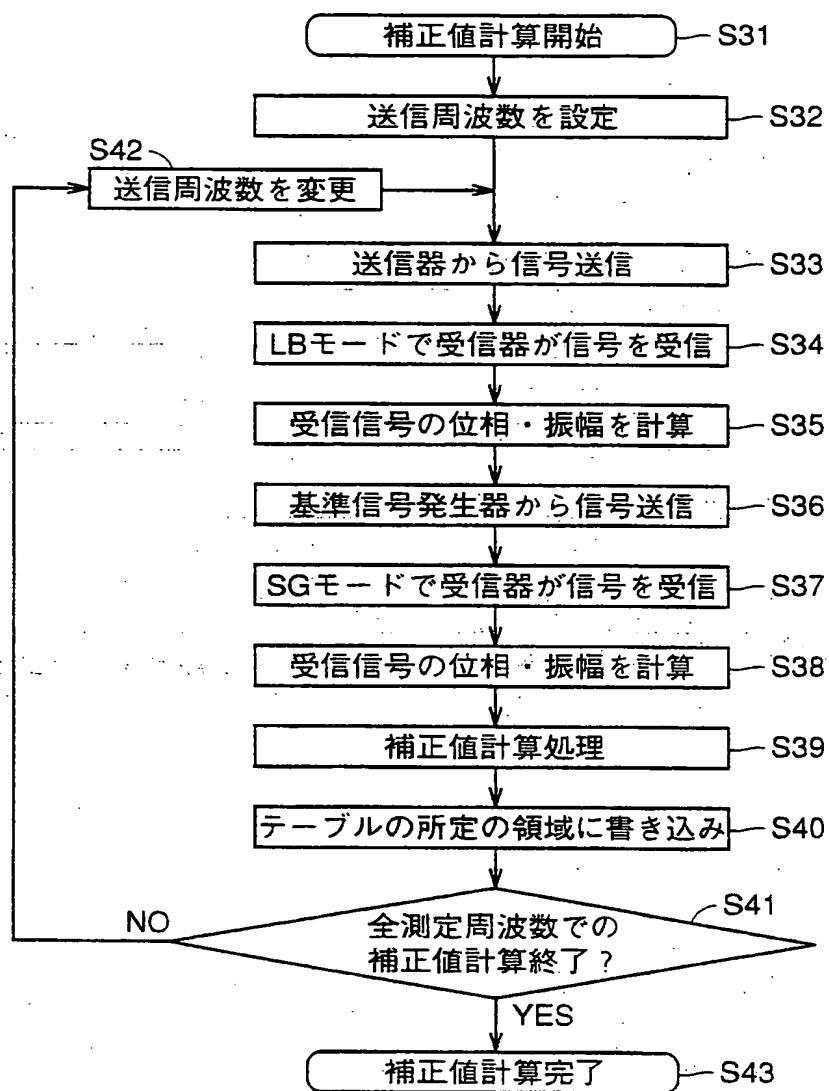 補正値計算開始 S31
送信周波数を設定 S32
S42
送信周波数を変更
送信器から信号送信 S33
LBモードで受信器が信号を受信 S34
受信信号の位相・振幅を計算 S35
基準信号発生器から信号送信 S36
SGモードで受信器が信号を受信 S37
受信信号の位相・振幅を計算 S38
補正値計算処理 S39
テーブルの所定の領域に書き込み S40
S41
NO
全測定周波数での
補正値計算終了?
YES
補正値計算完了 S43